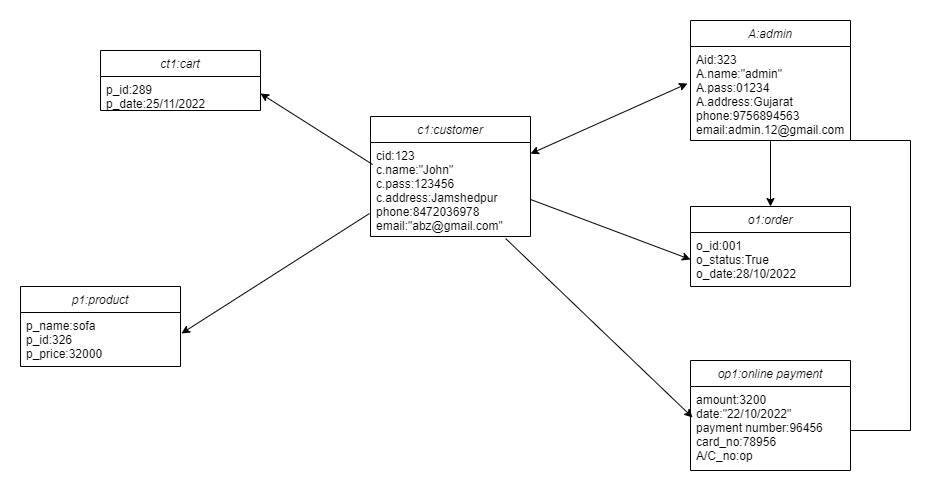 A:admin
Aid:323
A.name:"admin"
A.pass:01234
A.address:Gujarat
phone:9756894563
email:admin.12@gmail.com
ct1:cart
p_id:289
p_date:25/11/2022
c1:customer
cid:123
c.name:"John"
c.pass:123456
c.address:Jamshedpur
phone:8472036978
email:"abz@gmail.com"
o1:order
o_id:001
o_status:True
o_date:28/10/2022
p1:product
p_name:sofa
p_id:326
p_price:32000
op1:online payment
amount:3200
date:"22/10/2022"
payment number:96456
card_no:78956
A/C_no:op